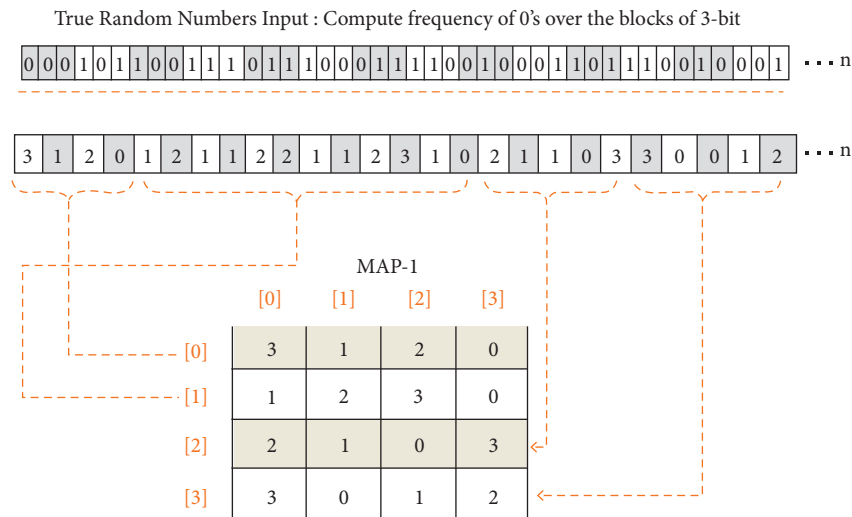 True Random Numbers Input : Compute frequency of 0's over the blocks of 3-bit
0 0 0 1 0 1 1 0 0 1 1 1 0 1 1 1 0 0 0 1 1 1 1 0 0 1 0 0 0 1 1 0 1 1 1 0 0 1 0 0 0 1 ··· n
3 1 2 0 1 2 1 1 2 2 1 1 2 3 1 0 2 1 1 0 3 3 0 0 1 2 ··· n
MAP-1
[0] [1] [2] [3]
[0] 3 1 2 0
[1] 1 2 3 0
[2] 2 1 0 3
[3] 3 0 1 2